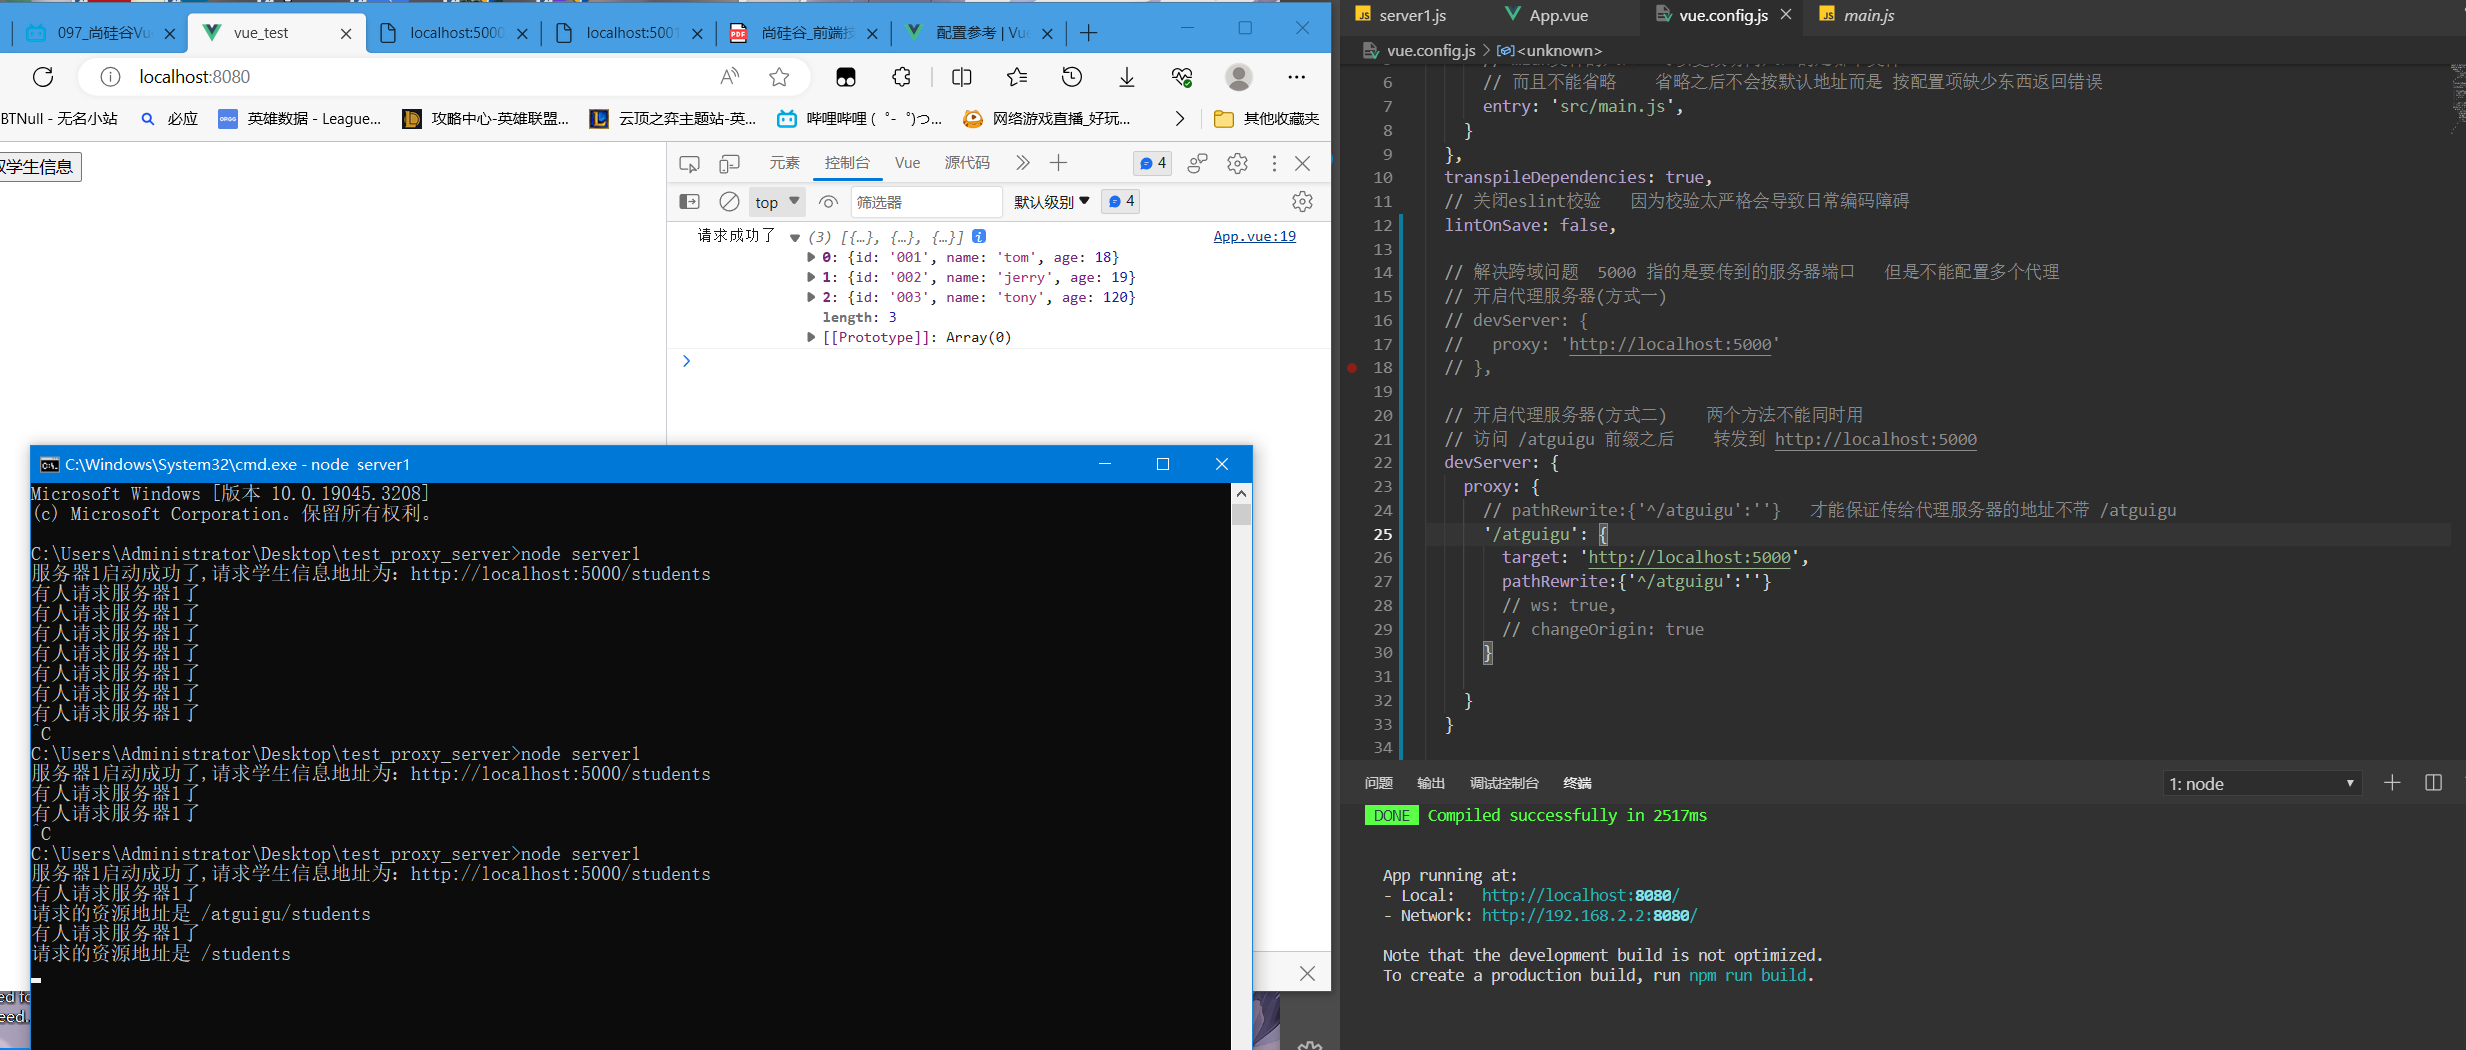 097_尚硅谷Vu
vue_test
localhost:5000
localhost:5001
尚硅谷_前端技
配置参考 | Vue
localhost:8080
BTNull - 无名小站
必应
英雄数据 - League...
攻略中心-英雄联盟...
云顶之弈主题站-英...
哔哩哔哩 ( ゜- ゜)つ...
网络游戏直播_好玩...
其他收藏夹
取学生信息
元素
控制台
Vue
源代码
4
top
筛选器
默认级别
4
请求成功了 (3) [{…}, {…}, {…}]
App.vue:19
0: {id: '001', name: 'tom', age: 18}
1: {id: '002', name: 'jerry', age: 19}
2: {id: '003', name: 'tony', age: 120}
length: 3
[[Prototype]]: Array(0)
C:\Windows\System32\cmd.exe - node  server1
Microsoft Windows [版本 10.0.19045.3208]
(c) Microsoft Corporation。保留所有权利。
C:\Users\Administrator\Desktop\test_proxy_server>node server1
服务器1启动成功了,请求学生信息地址为：http://localhost:5000/students
有人请求服务器1了
有人请求服务器1了
有人请求服务器1了
有人请求服务器1了
有人请求服务器1了
有人请求服务器1了
有人请求服务器1了
^C
C:\Users\Administrator\Desktop\test_proxy_server>node server1
服务器1启动成功了,请求学生信息地址为：http://localhost:5000/students
有人请求服务器1了
有人请求服务器1了
^C
C:\Users\Administrator\Desktop\test_proxy_server>node server1
服务器1启动成功了,请求学生信息地址为：http://localhost:5000/students
有人请求服务器1了
请求的资源地址是 /atguigu/students
有人请求服务器1了
请求的资源地址是 /students
server1.js
App.vue
vue.config.js
main.js
vue.config.js > <unknown>
6 // 而且不能省略    省略之后不会按默认地址而是 按配置项缺少东西返回错误
7 entry: 'src/main.js',
8 }
9 },
10 transpileDependencies: true,
11 // 关闭eslint校验   因为校验太严格会导致日常编码障碍
12 lintOnSave: false,
13
14 // 解决跨域问题  5000 指的是要传到的服务器端口   但是不能配置多个代理
15 // 开启代理服务器(方式一)
16 // devServer: {
17 //   proxy: 'http://localhost:5000'
18 // },
19
20 // 开启代理服务器(方式二)    两个方法不能同时用
21 // 访问 /atguigu 前缀之后    转发到 http://localhost:5000
22 devServer: {
23 proxy: {
24 // pathRewrite:{'^/atguigu':''}   才能保证传给代理服务器的地址不带 /atguigu
25 '/atguigu': {
26 target: 'http://localhost:5000',
27 pathRewrite:{'^/atguigu':''}
28 // ws: true,
29 // changeOrigin: true
30 }
31
32 }
33 }
34
问题
输出
调试控制台
终端
1: node
DONE Compiled successfully in 2517ms
App running at:
- Local:   http://localhost:8080/
- Network: http://192.168.2.2:8080/
Note that the development build is not optimized.
To create a production build, run npm run build.